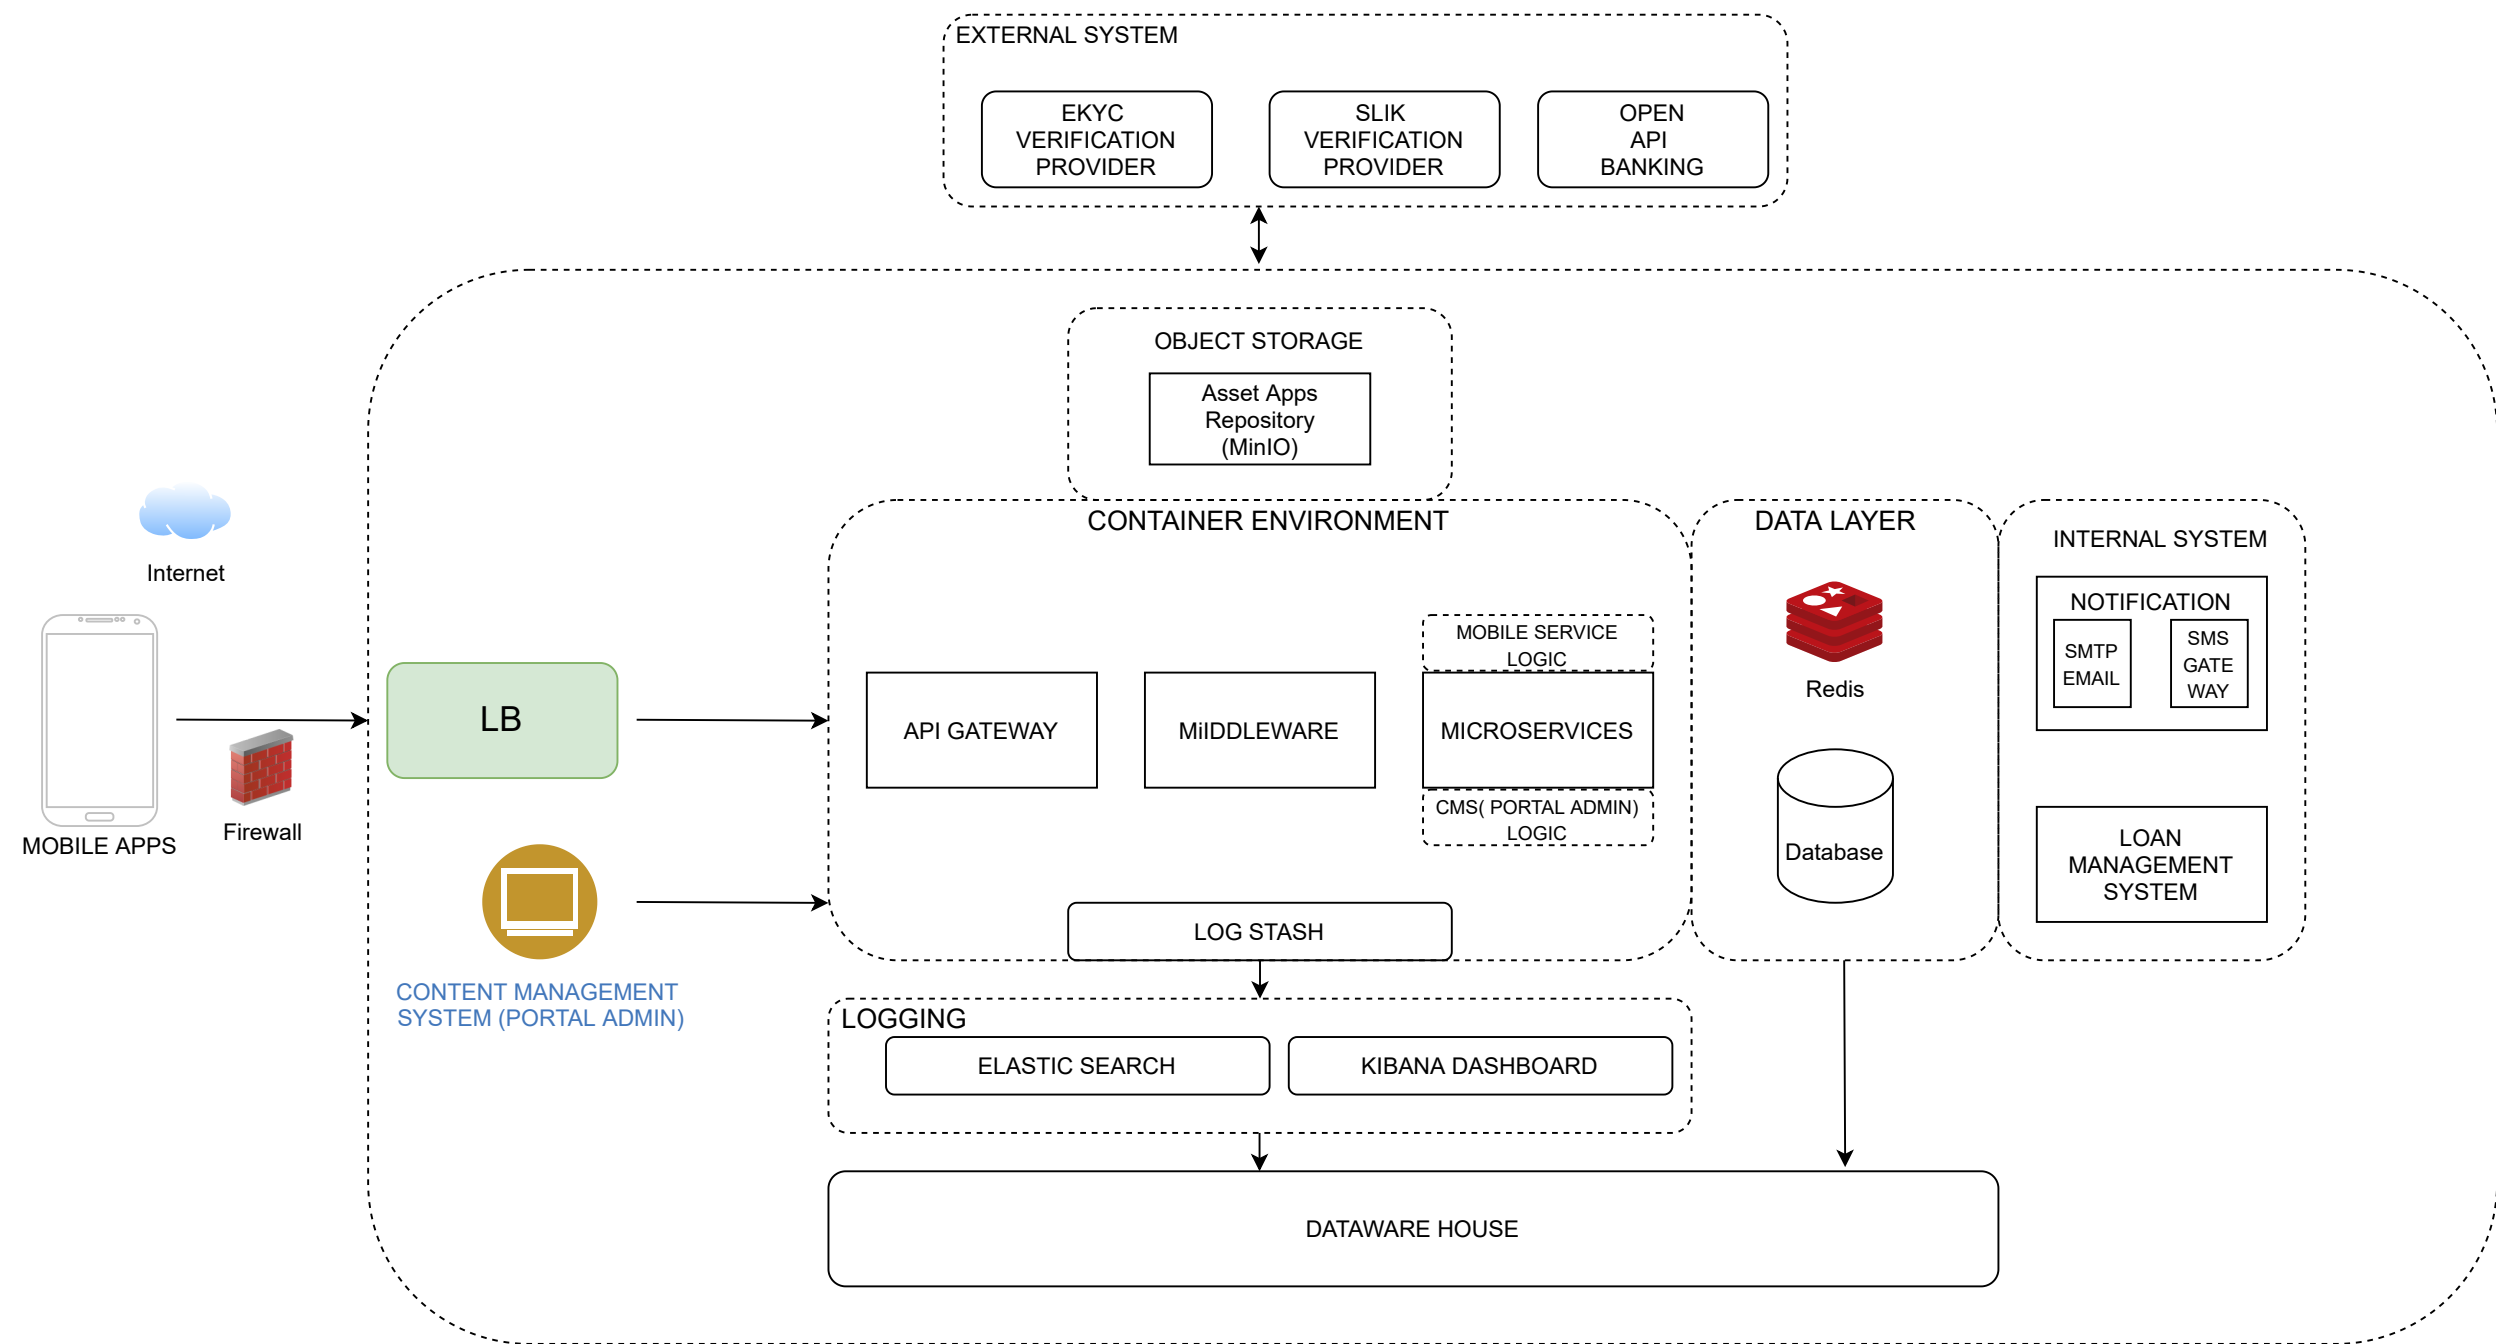 EXTERNAL SYSTEM
EKYC
VERIFICATION
PROVIDER
SLIK
VERIFICATION
PROVIDER
OPEN
API
BANKING
OBJECT STORAGE
Asset Apps
Repository
(MinIO)
Internet
MOBILE APPS
Firewall
LB
CONTENT MANAGEMENT
SYSTEM (PORTAL ADMIN)
CONTAINER ENVIRONMENT
API GATEWAY
MiIDDLEWARE
MOBILE SERVICE
LOGIC
MICROSERVICES
CMS( PORTAL ADMIN)
LOGIC
LOG STASH
DATA LAYER
Redis
Database
INTERNAL SYSTEM
NOTIFICATION
SMTP
EMAIL
SMS
GATE
WAY
LOAN
MANAGEMENT
SYSTEM
LOGGING
ELASTIC SEARCH
KIBANA DASHBOARD
DATAWARE HOUSE